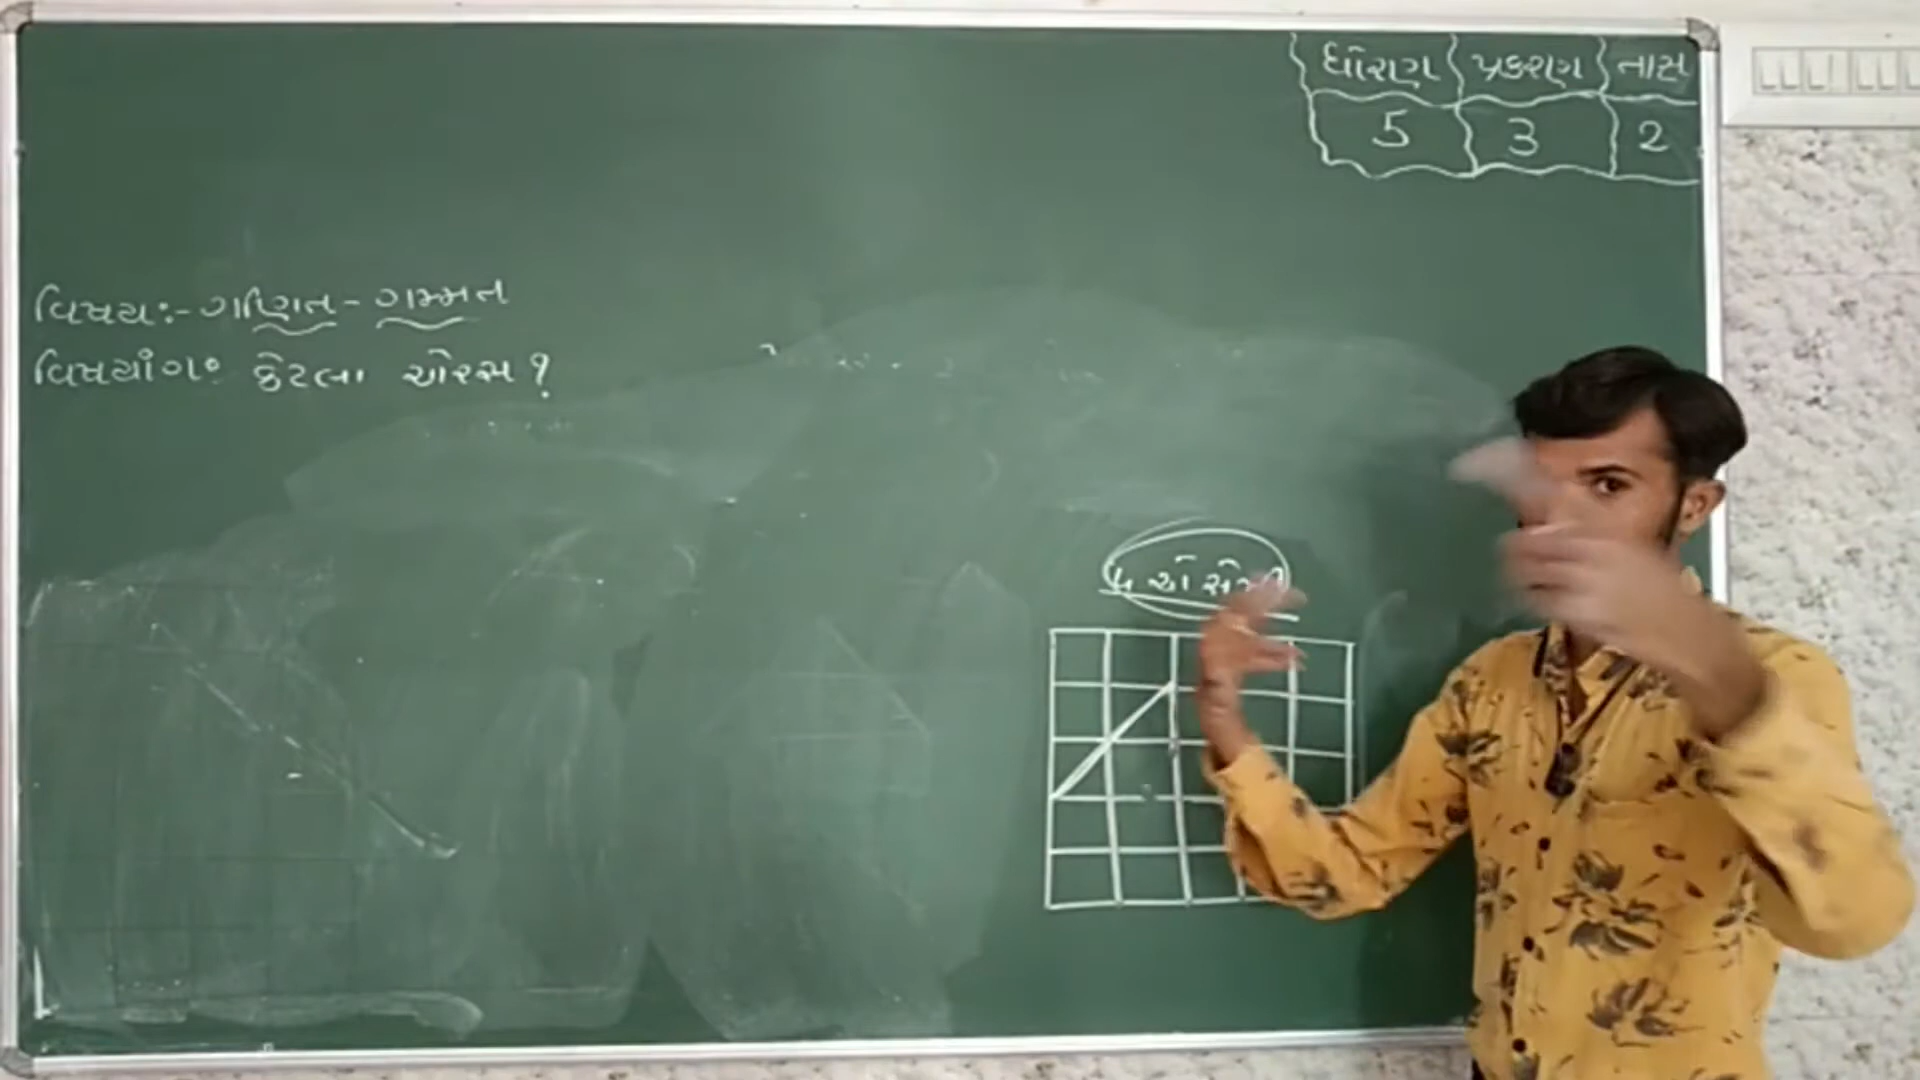 ધોરણ પ્રકરણ તાસ
5 3 2
વિષય:- ગણિત - ગમ્મત
વિષયાંગ: કેટલા ચોરસ ?